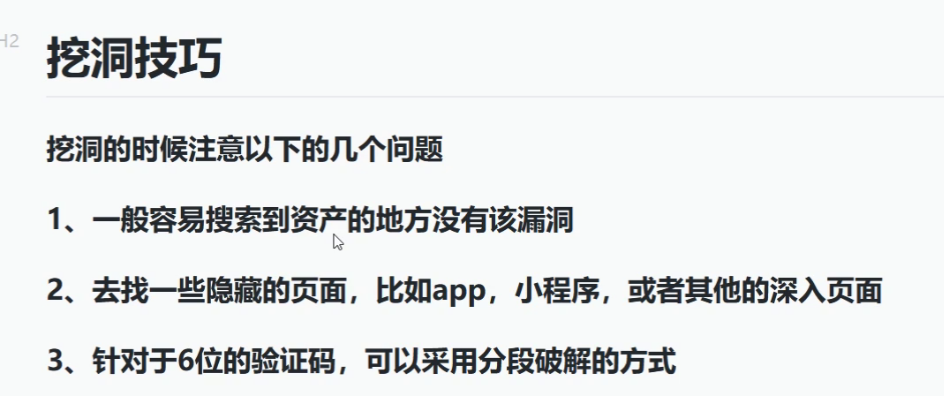 H2
挖洞技巧
挖洞的时候注意以下的几个问题
1、一般容易搜索到资产的地方没有该漏洞
2、去找一些隐藏的页面，比如app，小程序，或者其他的深入页面
3、针对于6位的验证码，可以采用分段破解的方式